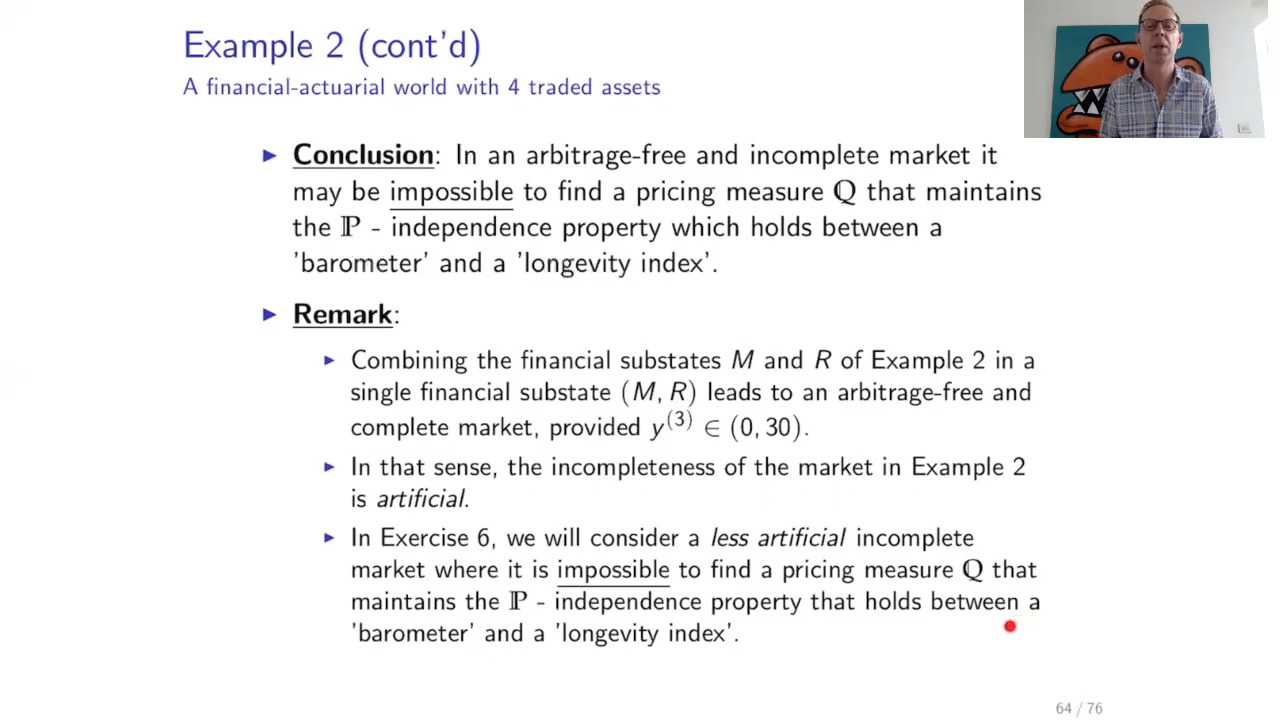 Example 2 (cont'd)
A financial-actuarial world with 4 traded assets
▶ Conclusion: In an arbitrage-free and incomplete market it
may be impossible to find a pricing measure ℚ that maintains
the ℙ - independence property which holds between a
'barometer' and a 'longevity index'.
▶ Remark:
▶ Combining the financial substates M and R of Example 2 in a
single financial substate (M, R) leads to an arbitrage-free and
complete market, provided y⁽³⁾ ∈ (0, 30).
▶ In that sense, the incompleteness of the market in Example 2
is artificial.
▶ In Exercise 6, we will consider a less artificial incomplete
market where it is impossible to find a pricing measure ℚ that
maintains the ℙ - independence property that holds between a
'barometer' and a 'longevity index'.
64 / 76